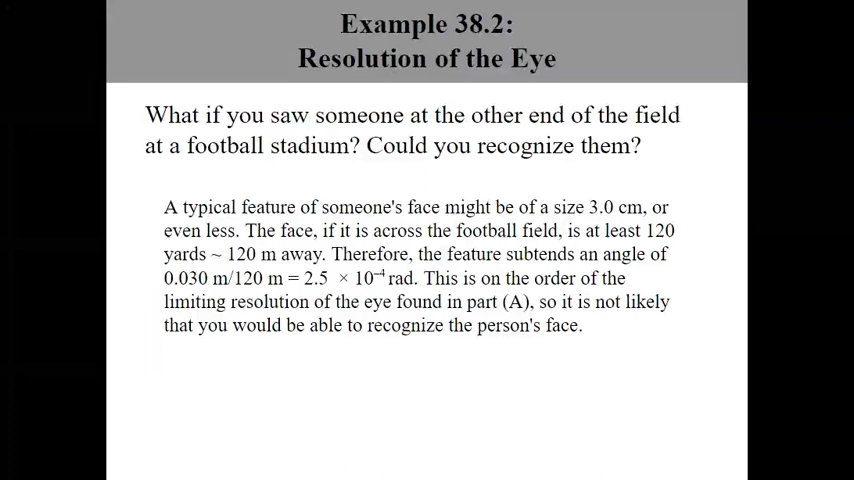 Example 38.2:
Resolution of the Eye
What if you saw someone at the other end of the field
at a football stadium? Could you recognize them?
A typical feature of someone's face might be of a size 3.0 cm, or
even less. The face, if it is across the football field, is at least 120
yards ~ 120 m away. Therefore, the feature subtends an angle of
0.030 m/120 m = 2.5 × 10⁻⁴ rad. This is on the order of the
limiting resolution of the eye found in part (A), so it is not likely
that you would be able to recognize the person's face.